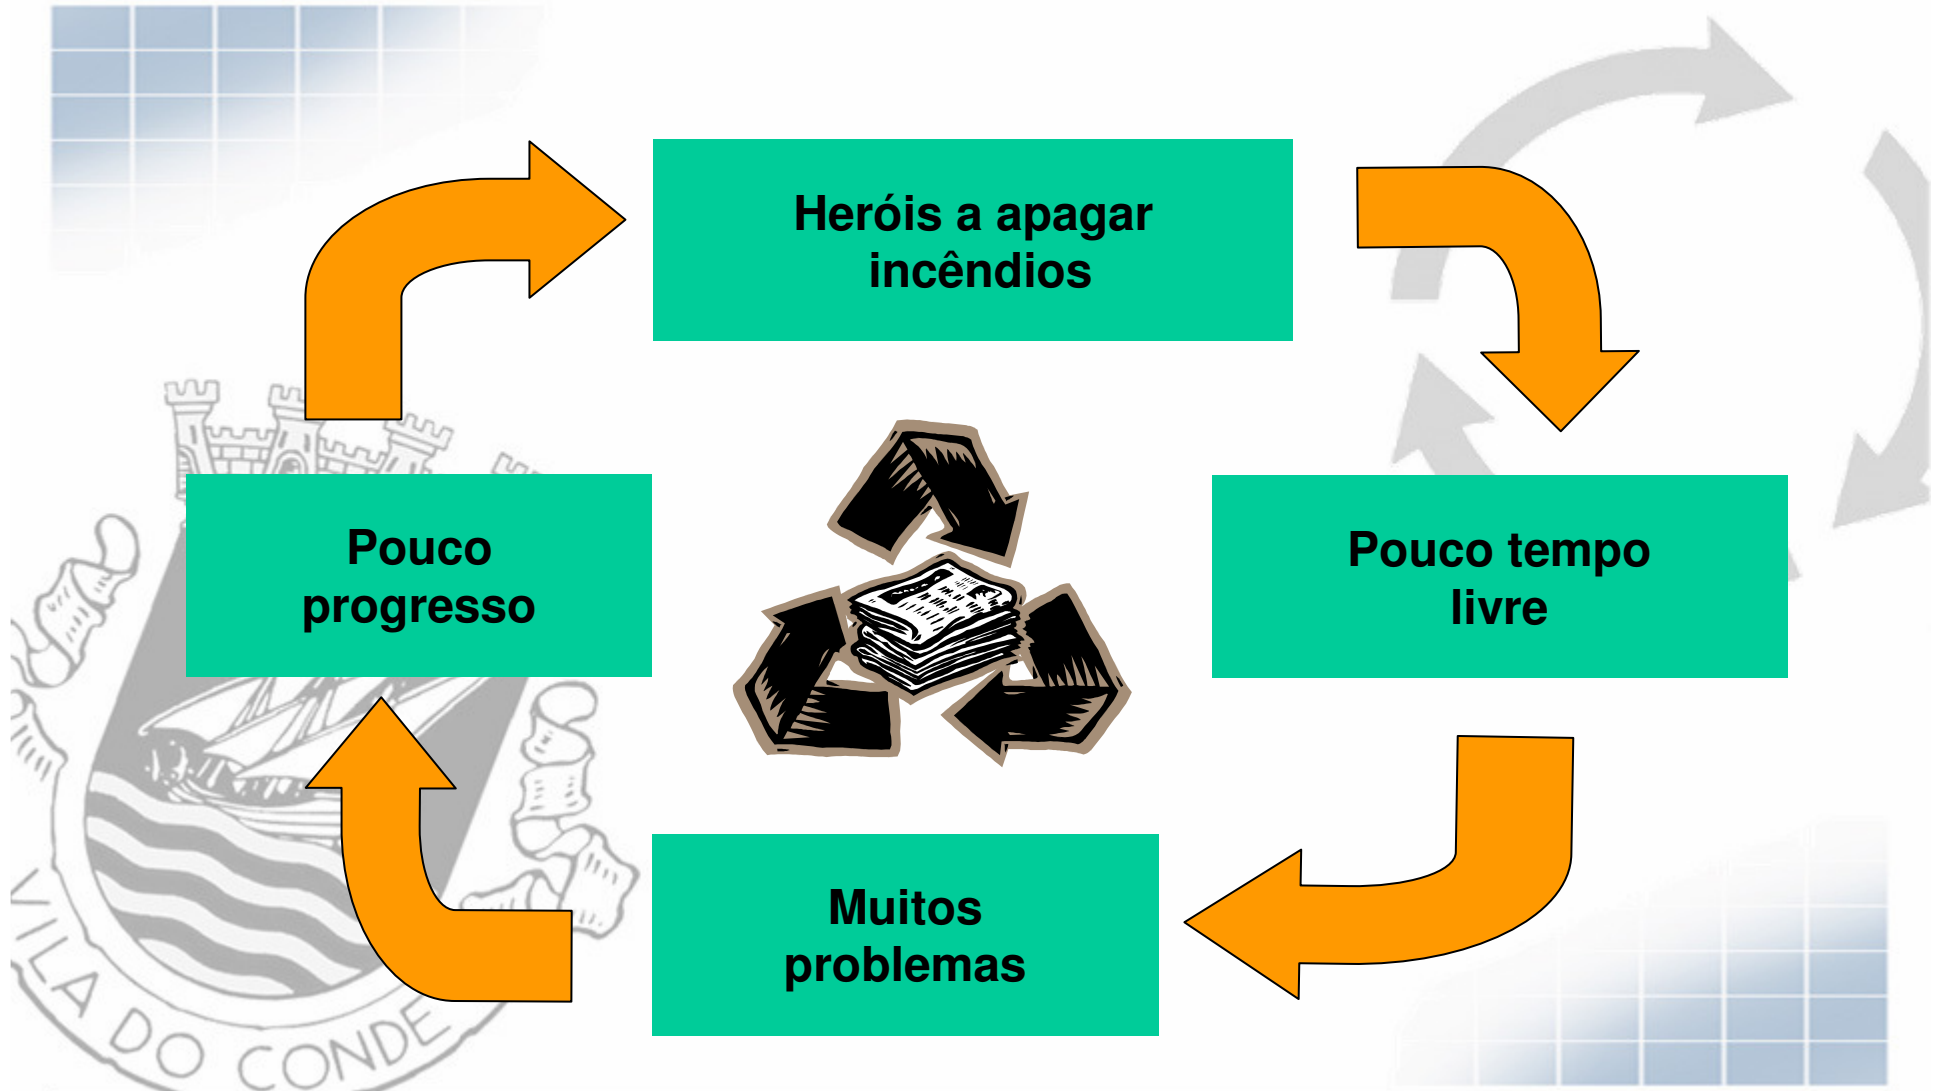 Heróis a apagar
incêndios
Pouco
progresso
Pouco tempo
livre
Muitos
problemas
VILA DO CONDE